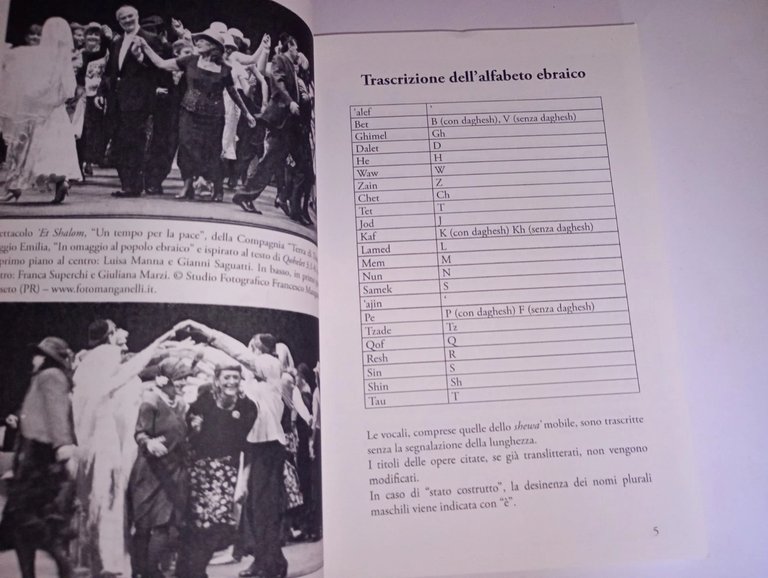 ettacolo 'Et Shalom, "Un tempo per la pace", della Compagnia "Terra di
ggio Emilia, "In omaggio al popolo ebraico" e ispirato al testo di Qohelet
primo piano al centro: Luisa Manna e Gianni Saguatti. In basso, in primo
tro: Franca Superchi e Giuliana Marzi. © Studio Fotografico Francesco
seto (PR) – www.fotomanganelli.it.
Trascrizione dell'alfabeto ebraico
'alef '
Bet B (con daghesh), V (senza daghesh)
Ghimel Gh
Dalet D
He H
Waw W
Zain Z
Chet Ch
Tet T
Jod J
Kaf K (con daghesh) Kh (senza daghesh)
Lamed L
Mem M
Nun N
Samek S
'ajin '
Pe P (con daghesh) F (senza daghesh)
Tzade Tz
Qof Q
Resh R
Sin S
Shin Sh
Tau T
Le vocali, comprese quelle dello shewa' mobile, sono trascritte
senza la segnalazione della lunghezza.
I titoli delle opere citate, se già translitterati, non vengono
modificati.
In caso di "stato costrutto", la desinenza dei nomi plurali
maschili viene indicata con "è".
5